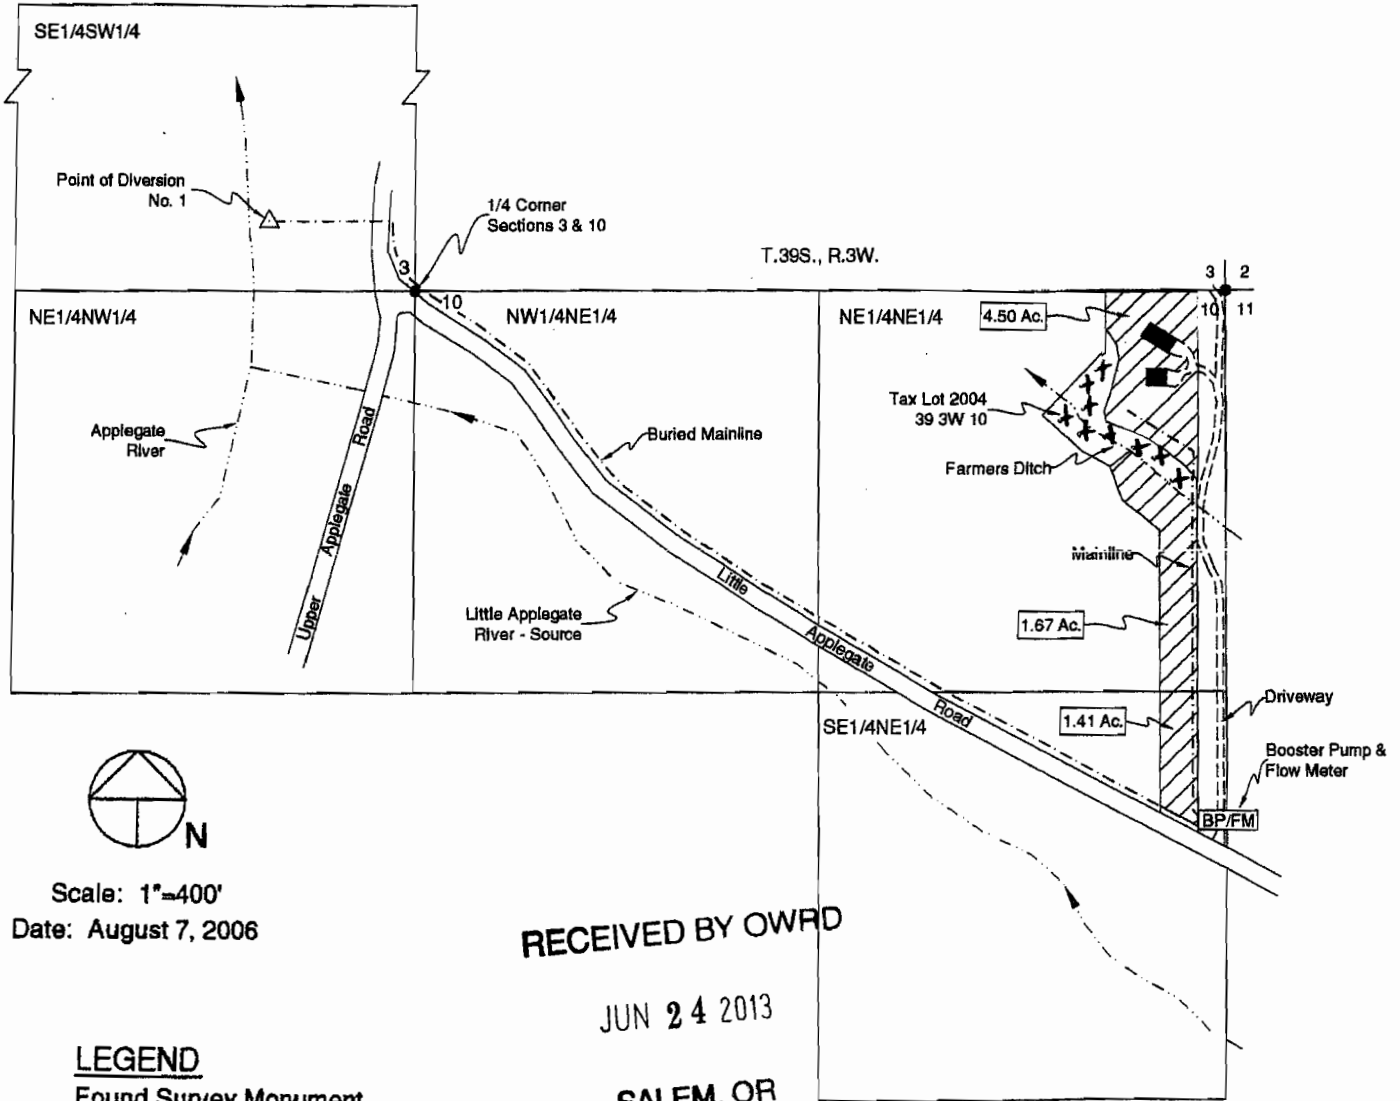 SE1/4SW1/4
Point of Diversion
No. 1
1/4 Corner
Sections 3 & 10
T.39S., R.3W.
3
10
3
2
10
11
NE1/4NW1/4
NW1/4NE1/4
NE1/4NE1/4
4.50 Ac.
Tax Lot 2004
39 3W 10
Farmers Ditch
Applegate
River
Upper Applegate Road
Buried Mainline
Mainline
Little Applegate
River - Source
Little Applegate Road
1.67 Ac.
1.41 Ac.
SE1/4NE1/4
Driveway
Booster Pump &
Flow Meter
BP/FM
N
Scale: 1"=400'
Date: August 7, 2006
RECEIVED BY OWRD
JUN 24 2013
SALEM, OR
LEGEND
Found Survey Monument